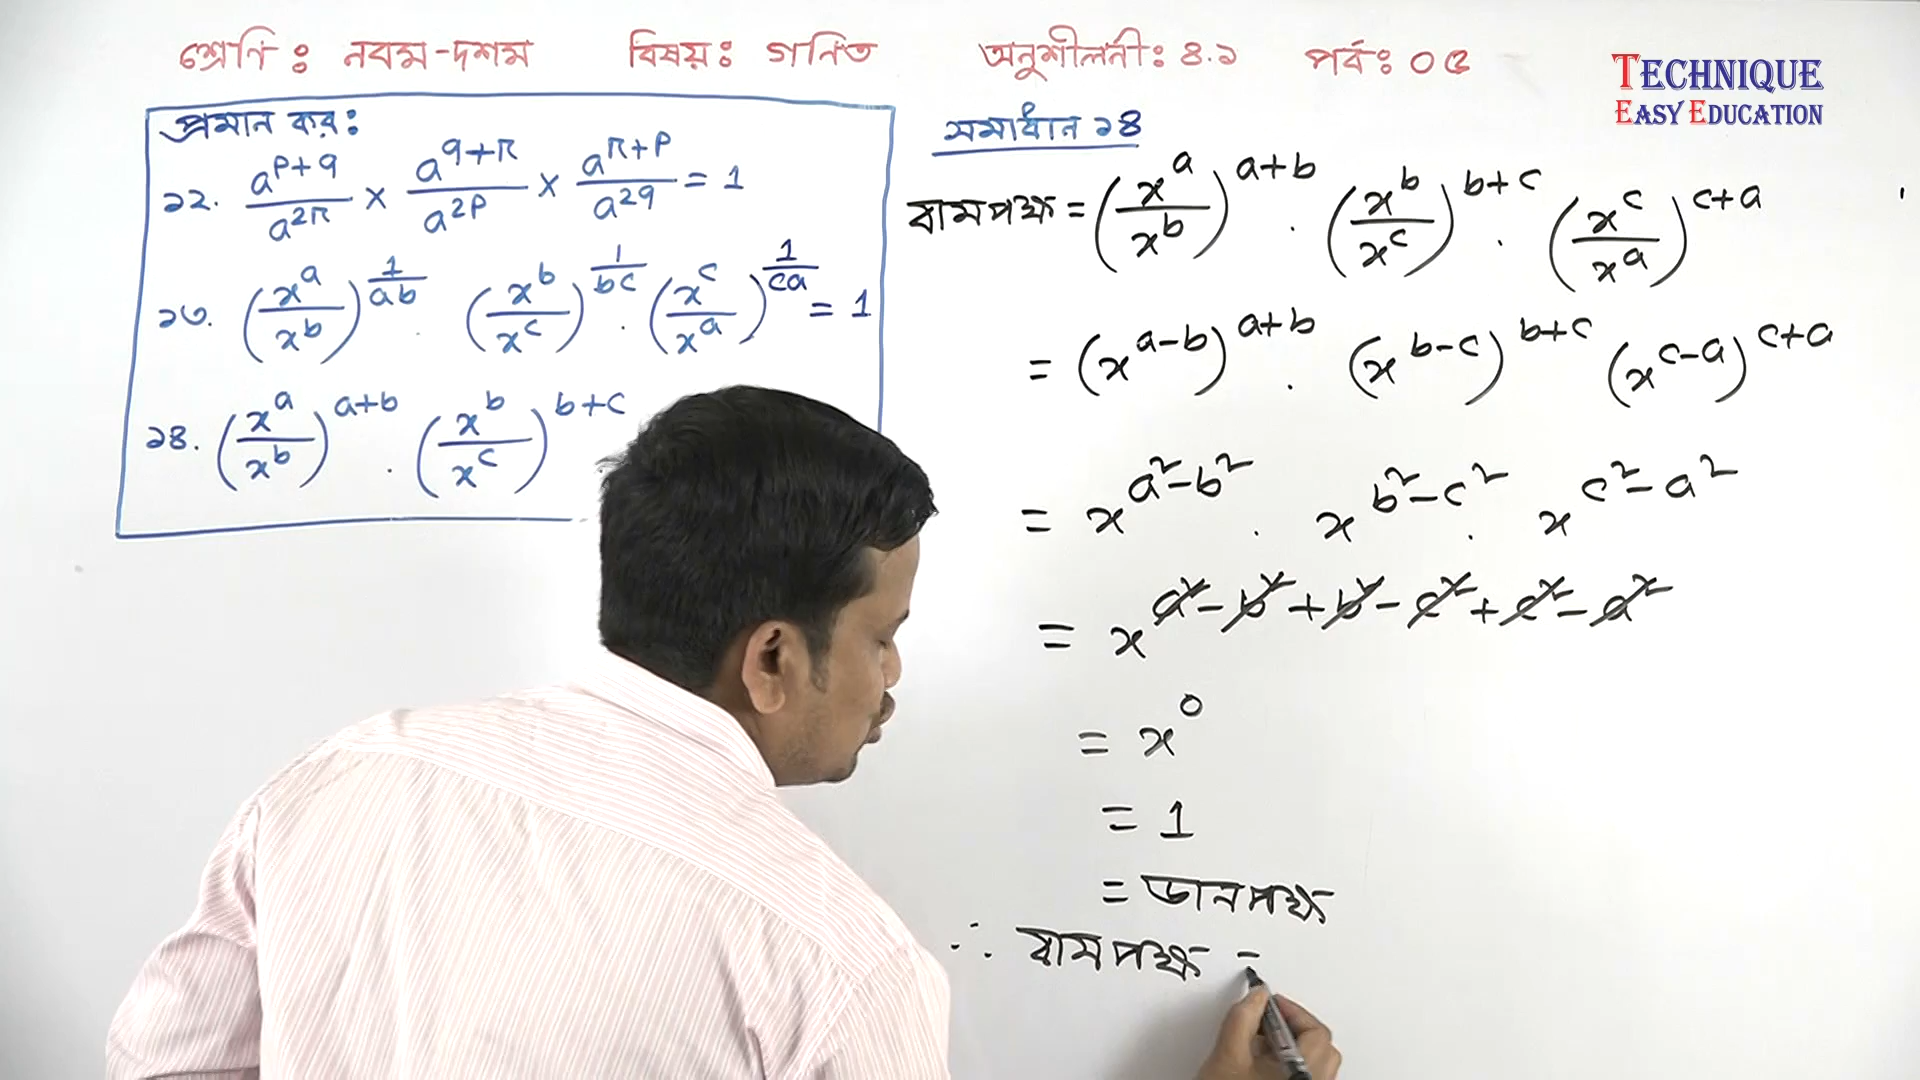 শ্রেণি: নবম-দশম বিষয়: গনিত অনুশীলনী: ৪.১ পর্ব: ০৫
TECHNIQUE
EASY EDUCATION
প্রমান কর:
১২. a^(p+q)/a^(2r) × a^(q+r)/a^(2p) × a^(r+p)/a^(2q) = 1
১৩. (x^a/x^b)^(1/ab) . (x^b/x^c)^(1/bc) . (x^c/x^a)^(1/ca) = 1
১৪. (x^a/x^b)^(a+b) . (x^b/x^c)^(b+c)
সমাধান ১৪
বামপক্ষ = (x^a/x^b)^(a+b) . (x^b/x^c)^(b+c) . (x^c/x^a)^(c+a)
= (x^(a-b))^(a+b) . (x^(b-c))^(b+c) (x^(c-a))^(c+a)
= x^(a²-b²) . x^(b²-c²) . x^(c²-a²)
= x^(a²-b²+b²-c²+c²-a²)
= x^0
= 1
= ডানপক্ষ
∴ বামপক্ষ =